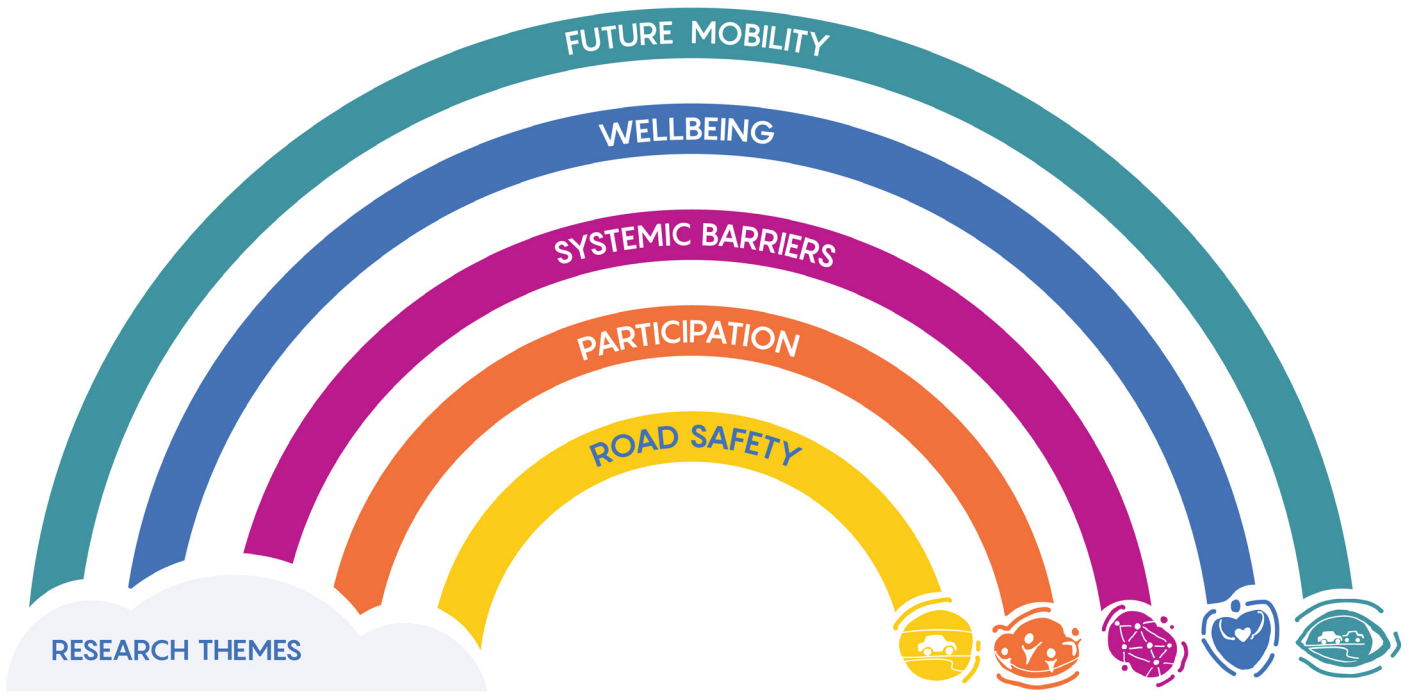 FUTURE MOBILITY
WELLBEING
SYSTEMIC BARRIERS
PARTICIPATION
ROAD SAFETY
RESEARCH THEMES